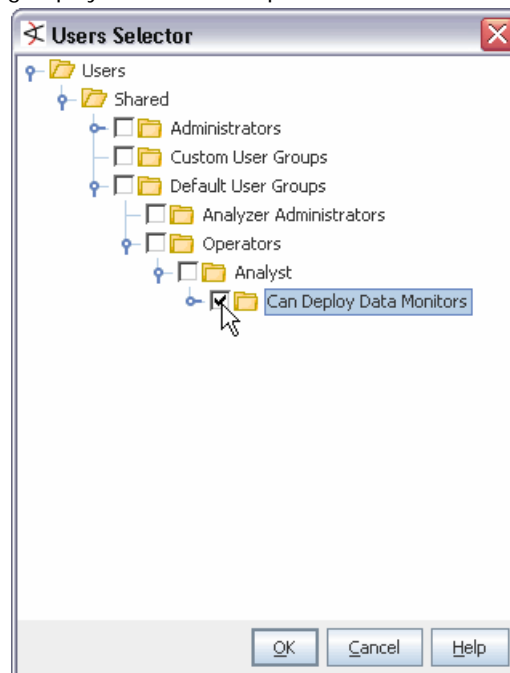 Users Selector
Users
Shared
Administrators
Custom User Groups
Default User Groups
Analyzer Administrators
Operators
Analyst
Can Deploy Data Monitors
OK Cancel Help